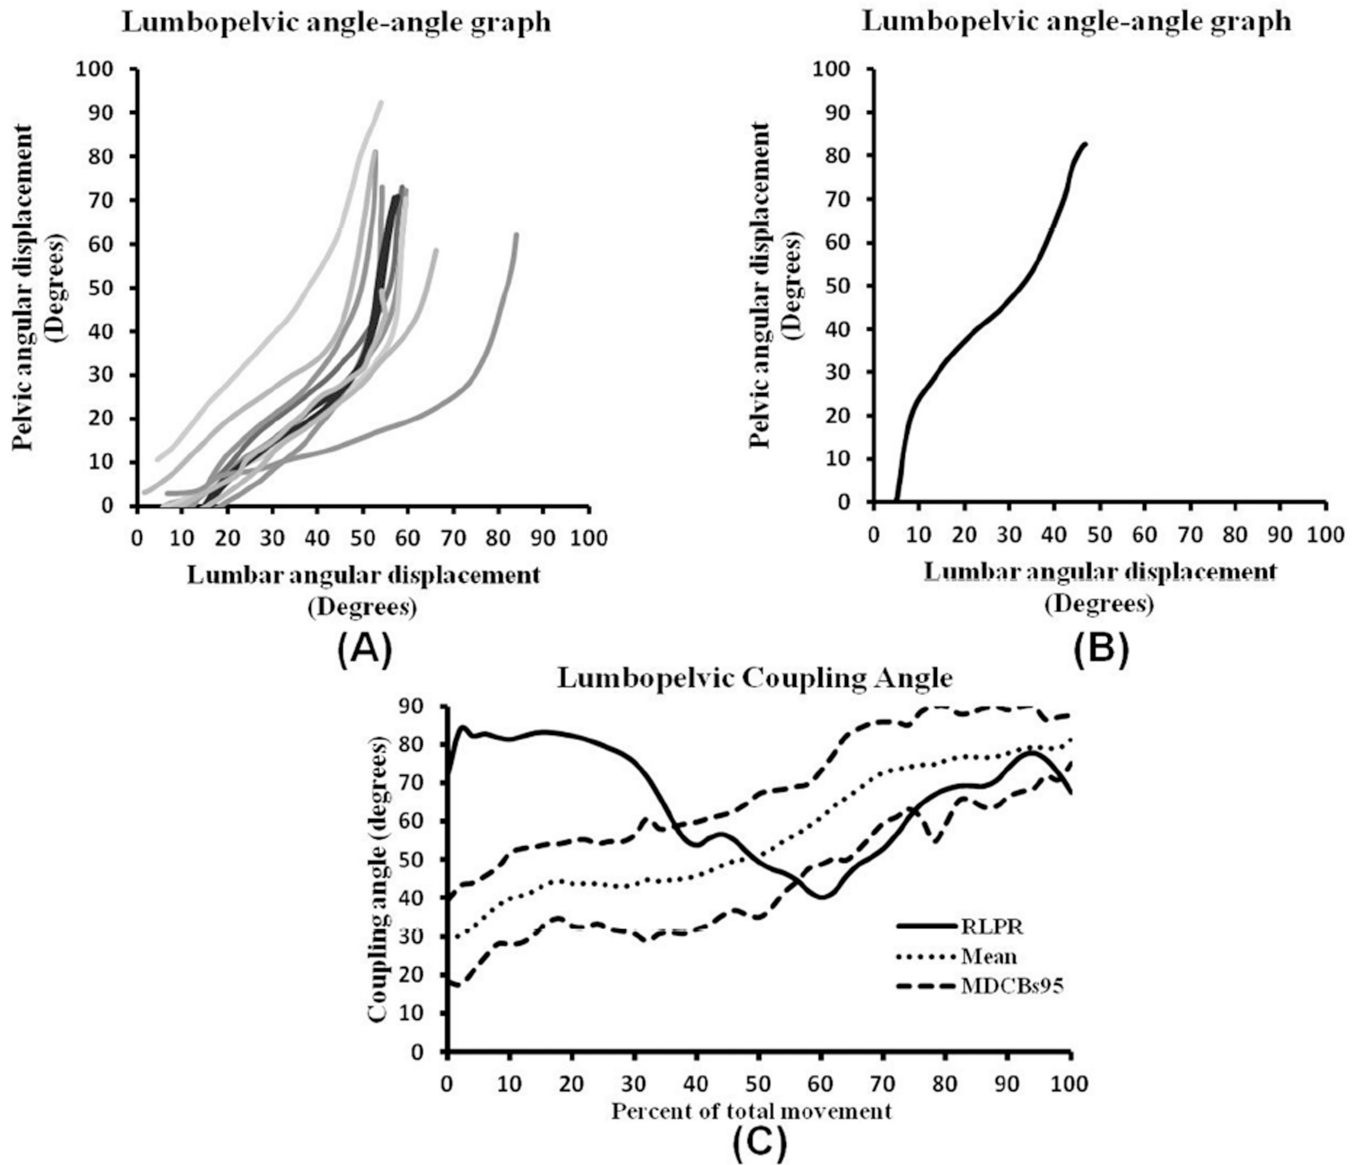 Lumbopelvic angle-angle graph
Pelvic angular displacement
(Degrees)
100
90
80
70
60
50
40
30
20
10
0
0 10 20 30 40 50 60 70 80 90 100
Lumbar angular displacement
(Degrees)
(A)
Lumbopelvic angle-angle graph
Pelvic angular displacement
(Degrees)
100
90
80
70
60
50
40
30
20
10
0
0 10 20 30 40 50 60 70 80 90 100
Lumbar angular displacement
(Degrees)
(B)
Lumbopelvic Coupling Angle
Coupling angle (degrees)
90
80
70
60
50
40
30
20
10
0
RLPR
Mean
MDCBs95
0 10 20 30 40 50 60 70 80 90 100
Percent of total movement
(C)